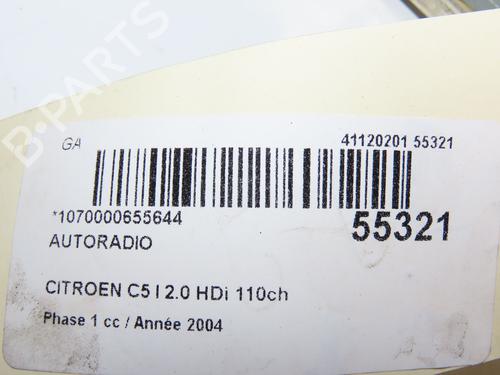 B-PARTS
GA
41120201 55321
*1070000655644
55321
AUTORADIO
CITROEN C5 I 2.0 HDi 110ch
Phase 1 cc / Année 2004